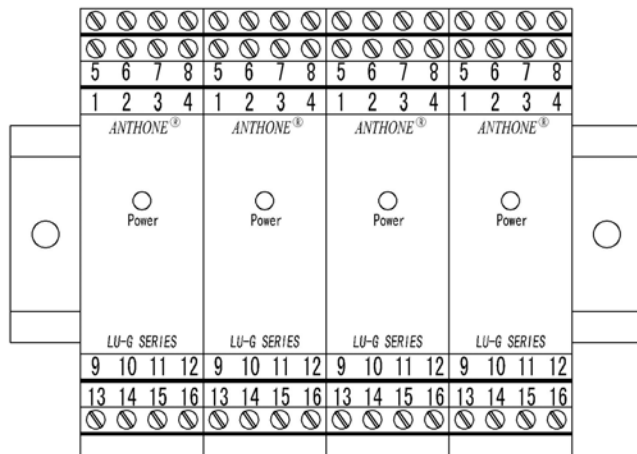 5 6 7 8 5 6 7 8 5 6 7 8 5 6 7 8
1 2 3 4 1 2 3 4 1 2 3 4 1 2 3 4
ANTHONE® ANTHONE® ANTHONE® ANTHONE®
Power Power Power Power
LU-G SERIES LU-G SERIES LU-G SERIES LU-G SERIES
9 10 11 12 9 10 11 12 9 10 11 12 9 10 11 12
13 14 15 16 13 14 15 16 13 14 15 16 13 14 15 16